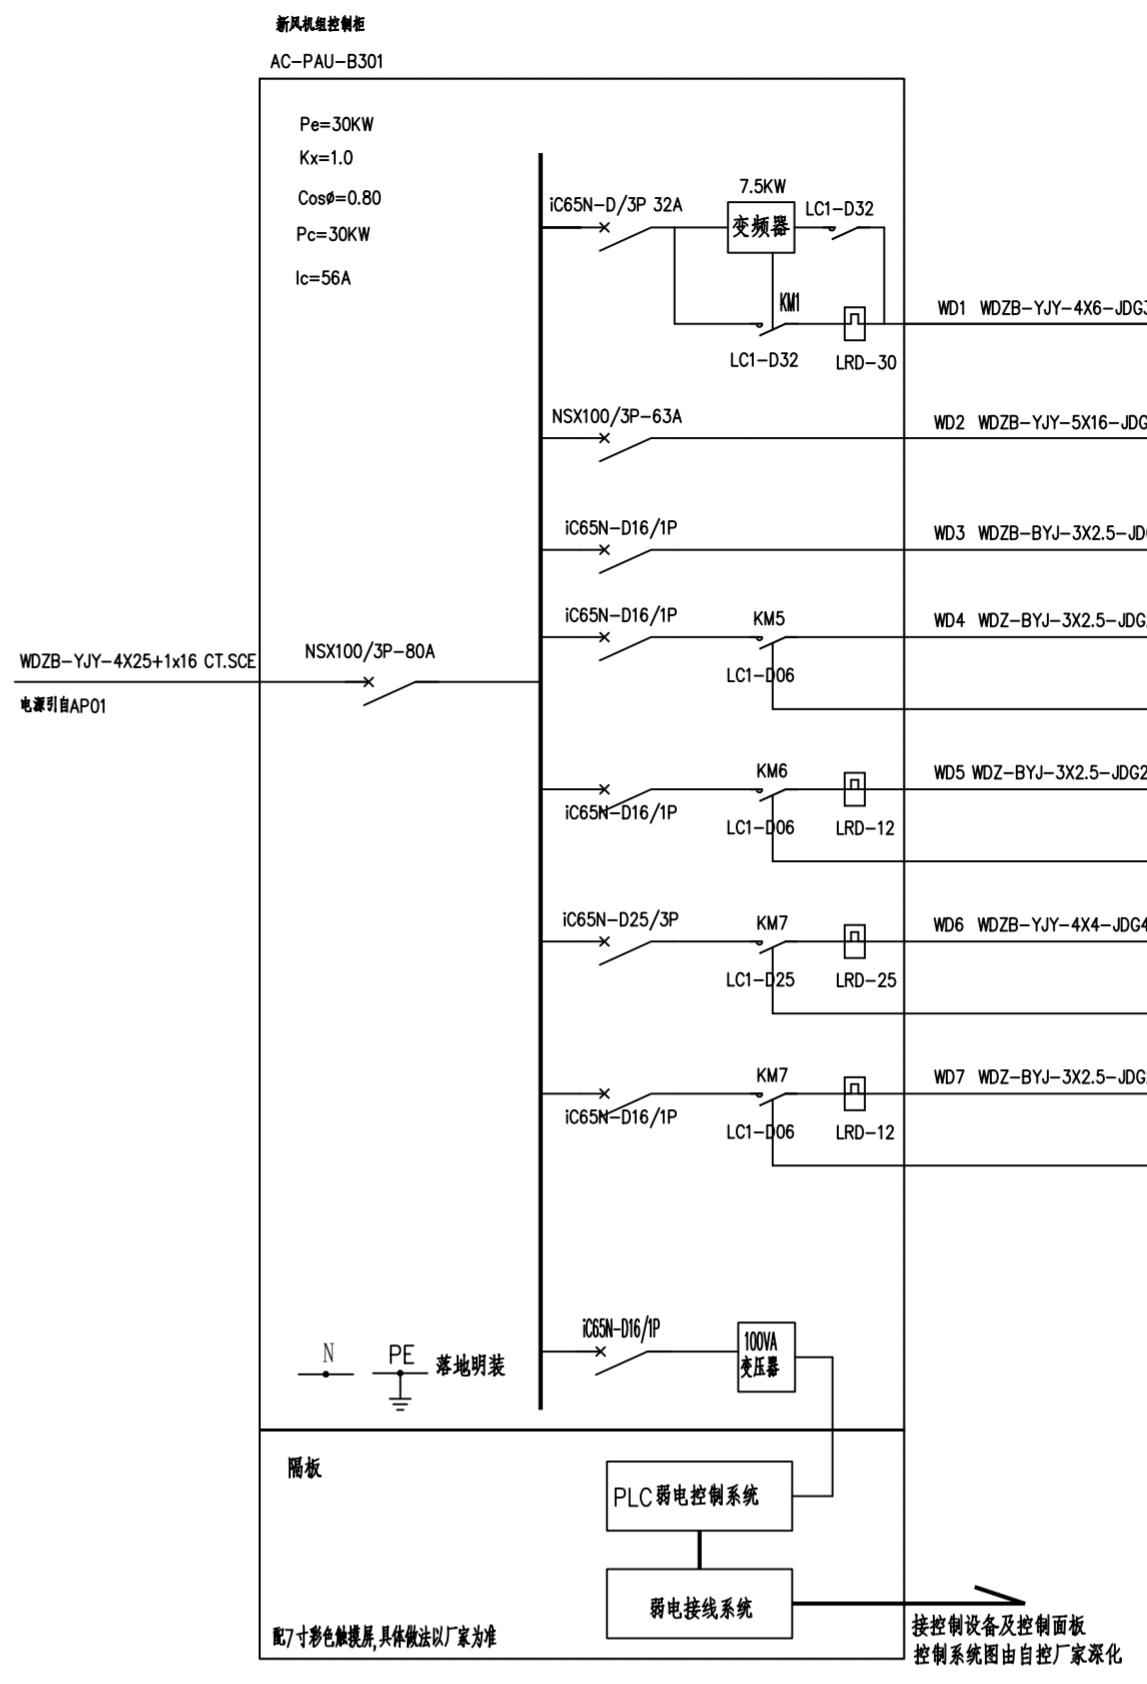 新风机组控制柜
AC-PAU-B301
Pe=30KW
Kx=1.0
Cosø=0.80
Pc=30KW
Ic=56A
7.5KW
iC65N-D/3P 32A
变频器
LC1-D32
KM1
WD1 WDZB-YJY-4X6-JDG3
LC1-D32
LRD-30
NSX100/3P-63A
WD2 WDZB-YJY-5X16-JDG
iC65N-D16/1P
WD3 WDZB-BYJ-3X2.5-JD
iC65N-D16/1P
KM5
WD4 WDZ-BYJ-3X2.5-JDG
LC1-D06
WDZB-YJY-4X25+1x16 CT.SCE
NSX100/3P-80A
电源引自AP01
KM6
WD5 WDZ-BYJ-3X2.5-JDG2
iC65N-D16/1P
LC1-D06
LRD-12
iC65N-D25/3P
KM7
WD6 WDZB-YJY-4X4-JDG4
LC1-D25
LRD-25
KM7
WD7 WDZ-BYJ-3X2.5-JDG
iC65N-D16/1P
LC1-D06
LRD-12
iC65N-D16/1P
100VA
变压器
N
PE
落地明装
隔板
PLC弱电控制系统
弱电接线系统
配7寸彩色触摸屏,具体做法以厂家为准
接控制设备及控制面板
控制系统图由自控厂家深化